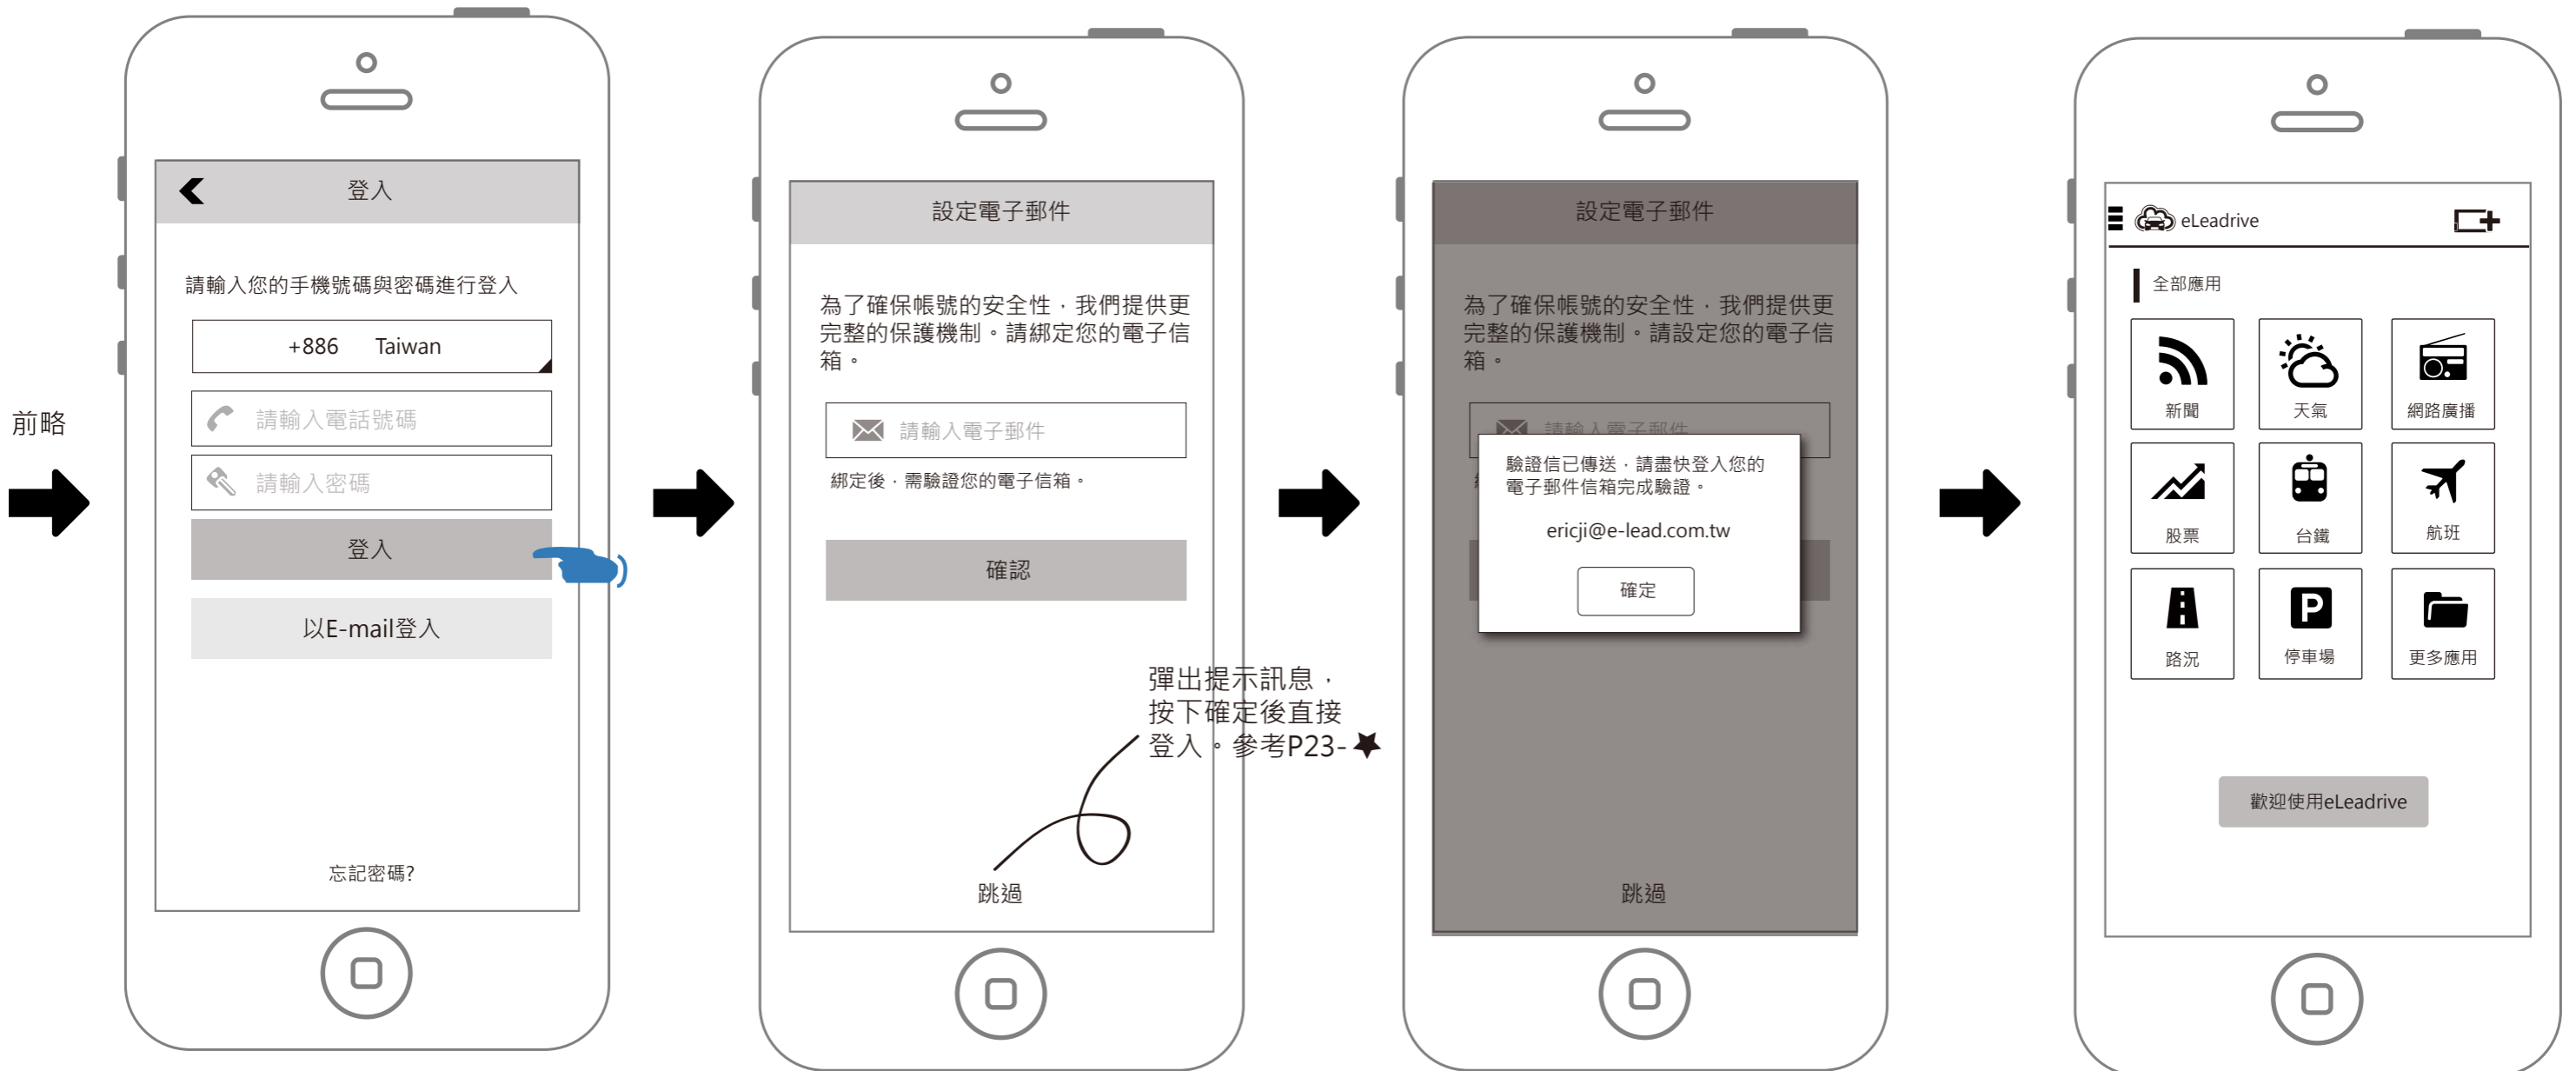 前略
登入
請輸入您的手機號碼與密碼進行登入
+886 Taiwan
請輸入電話號碼
請輸入密碼
登入
以E-mail登入
忘記密碼?
設定電子郵件
為了確保帳號的安全性，我們提供更
完整的保護機制。請綁定您的電子信
箱。
請輸入電子郵件
綁定後，需驗證您的電子信箱。
確認
彈出提示訊息，
按下確定後直接
登入。參考P23-★
跳過
設定電子郵件
為了確保帳號的安全性，我們提供更
完整的保護機制。請設定您的電子信
箱。
請輸入電子郵件
驗證信已傳送，請盡快登入您的
電子郵件信箱完成驗證。
ericji@e-lead.com.tw
確定
跳過
eLeadrive
全部應用
新聞
天氣
網路廣播
股票
台鐵
航班
路況
P
停車場
更多應用
歡迎使用eLeadrive